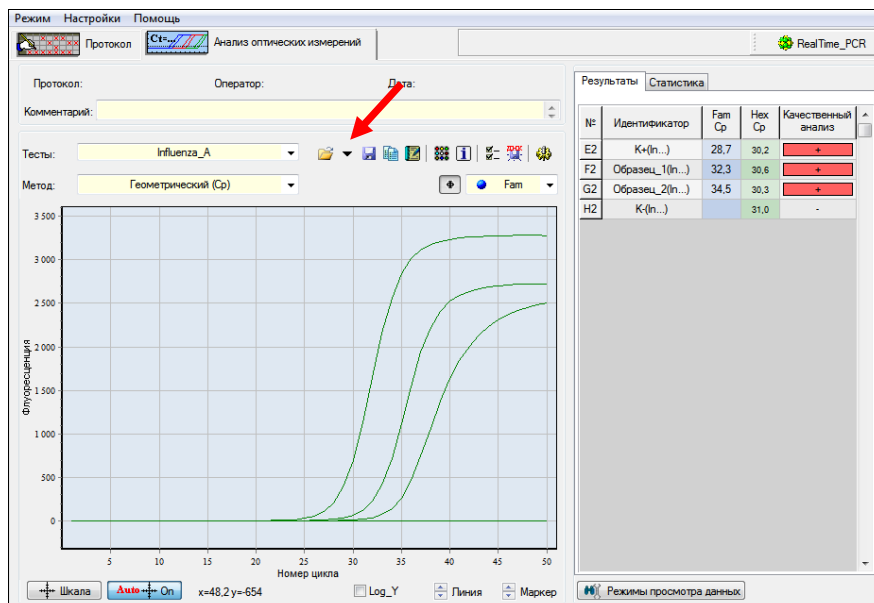 Режим Настройки Помощь
Протокол
Ct=...
Анализ оптических измерений
RealTime_PCR
Протокол: Оператор: Дата:
Комментарий:
Тесты: Influenza_A
Метод: Геометрический (Cp)
Ф Fam
3 500
3 000
2 500
2 000
1 500
1 000
500
0
Флуоресценция
5 10 15 20 25 30 35 40 45 50
Номер цикла
Шкала Auto On x=48,2 y=-654 Log_Y Линия Маркер
Результаты Статистика
№ Идентификатор Fam Cp Hex Cp Качественный анализ
E2 K+(In...) 28,7 30,2 +
F2 Образец_1(In...) 32,3 30,6 +
G2 Образец_2(In...) 34,5 30,3 +
H2 K-(In...) 31,0 -
Режимы просмотра данных